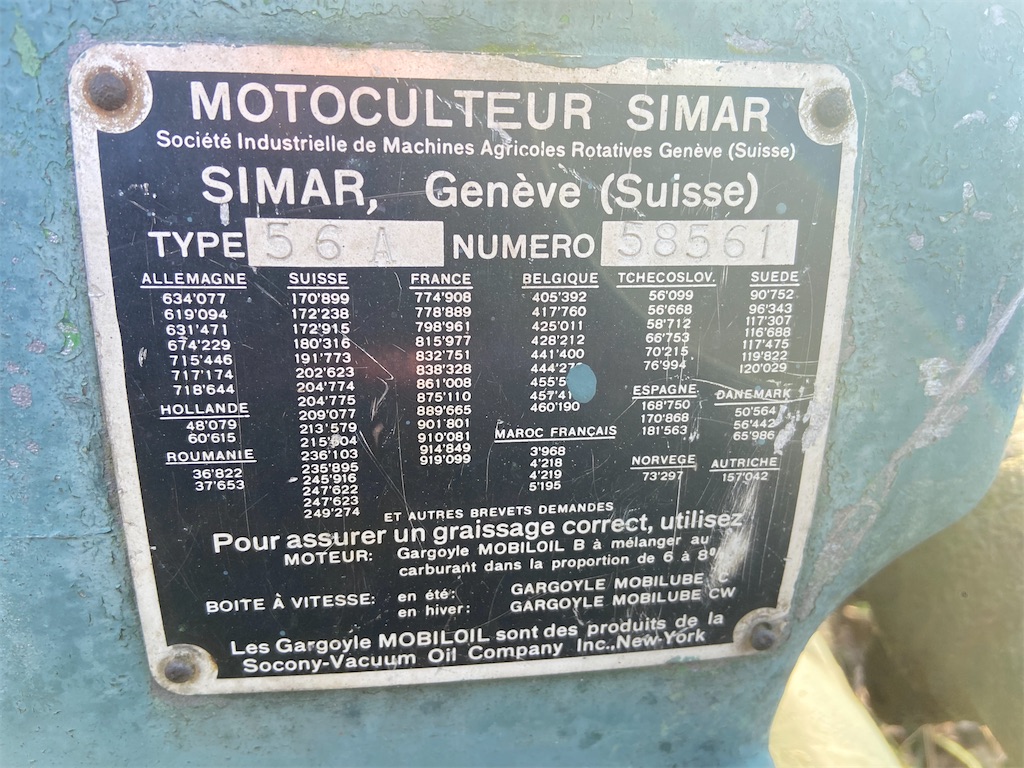 MOTOCULTEUR SIMAR
Société Industrielle de Machines Agricoles Rotatives Genève (Suisse)
SIMAR, Genève (Suisse)
TYPE 56 A NUMERO 58561
ALLEMAGNE
634'077
619'094
631'471
674'229
715'446
717'174
718'644
HOLLANDE
48'079
60'615
ROUMANIE
36'822
37'653
SUISSE
170'899
172'238
172'915
180'316
191'773
202'623
204'774
204'775
209'077
213'579
215'604
236'103
235'895
245'916
247'622
247'623
249'274
FRANCE
774'908
778'889
798'961
815'977
832'751
838'328
861'008
875'110
889'665
901'801
910'081
914'849
919'099
BELGIQUE
405'392
417'760
425'011
428'212
441'400
460'190
MAROC FRANÇAIS
3'968
4'218
4'219
5'195
TCHECOSLOV.
56'099
56'668
58'712
66'753
70'215
76'994
ESPAGNE
168'750
170'868
181'563
NORVEGE
73'297
SUEDE
90'752
96'343
117'307
116'688
117'475
119'822
120'029
DANEMARK
50'564
56'442
65'986
AUTRICHE
157'042
ET AUTRES BREVETS DEMANDES
Pour assurer un graissage correct, utilisez
MOTEUR: Gargoyle MOBILOIL B à mélanger au
carburant dans la proportion de 6 à 8%
BOITE À VITESSE: en été: GARGOYLE MOBILUBE C
en hiver: GARGOYLE MOBILUBE CW
Les Gargoyle MOBILOIL sont des produits de la
Socony-Vacuum Oil Company Inc., New-York